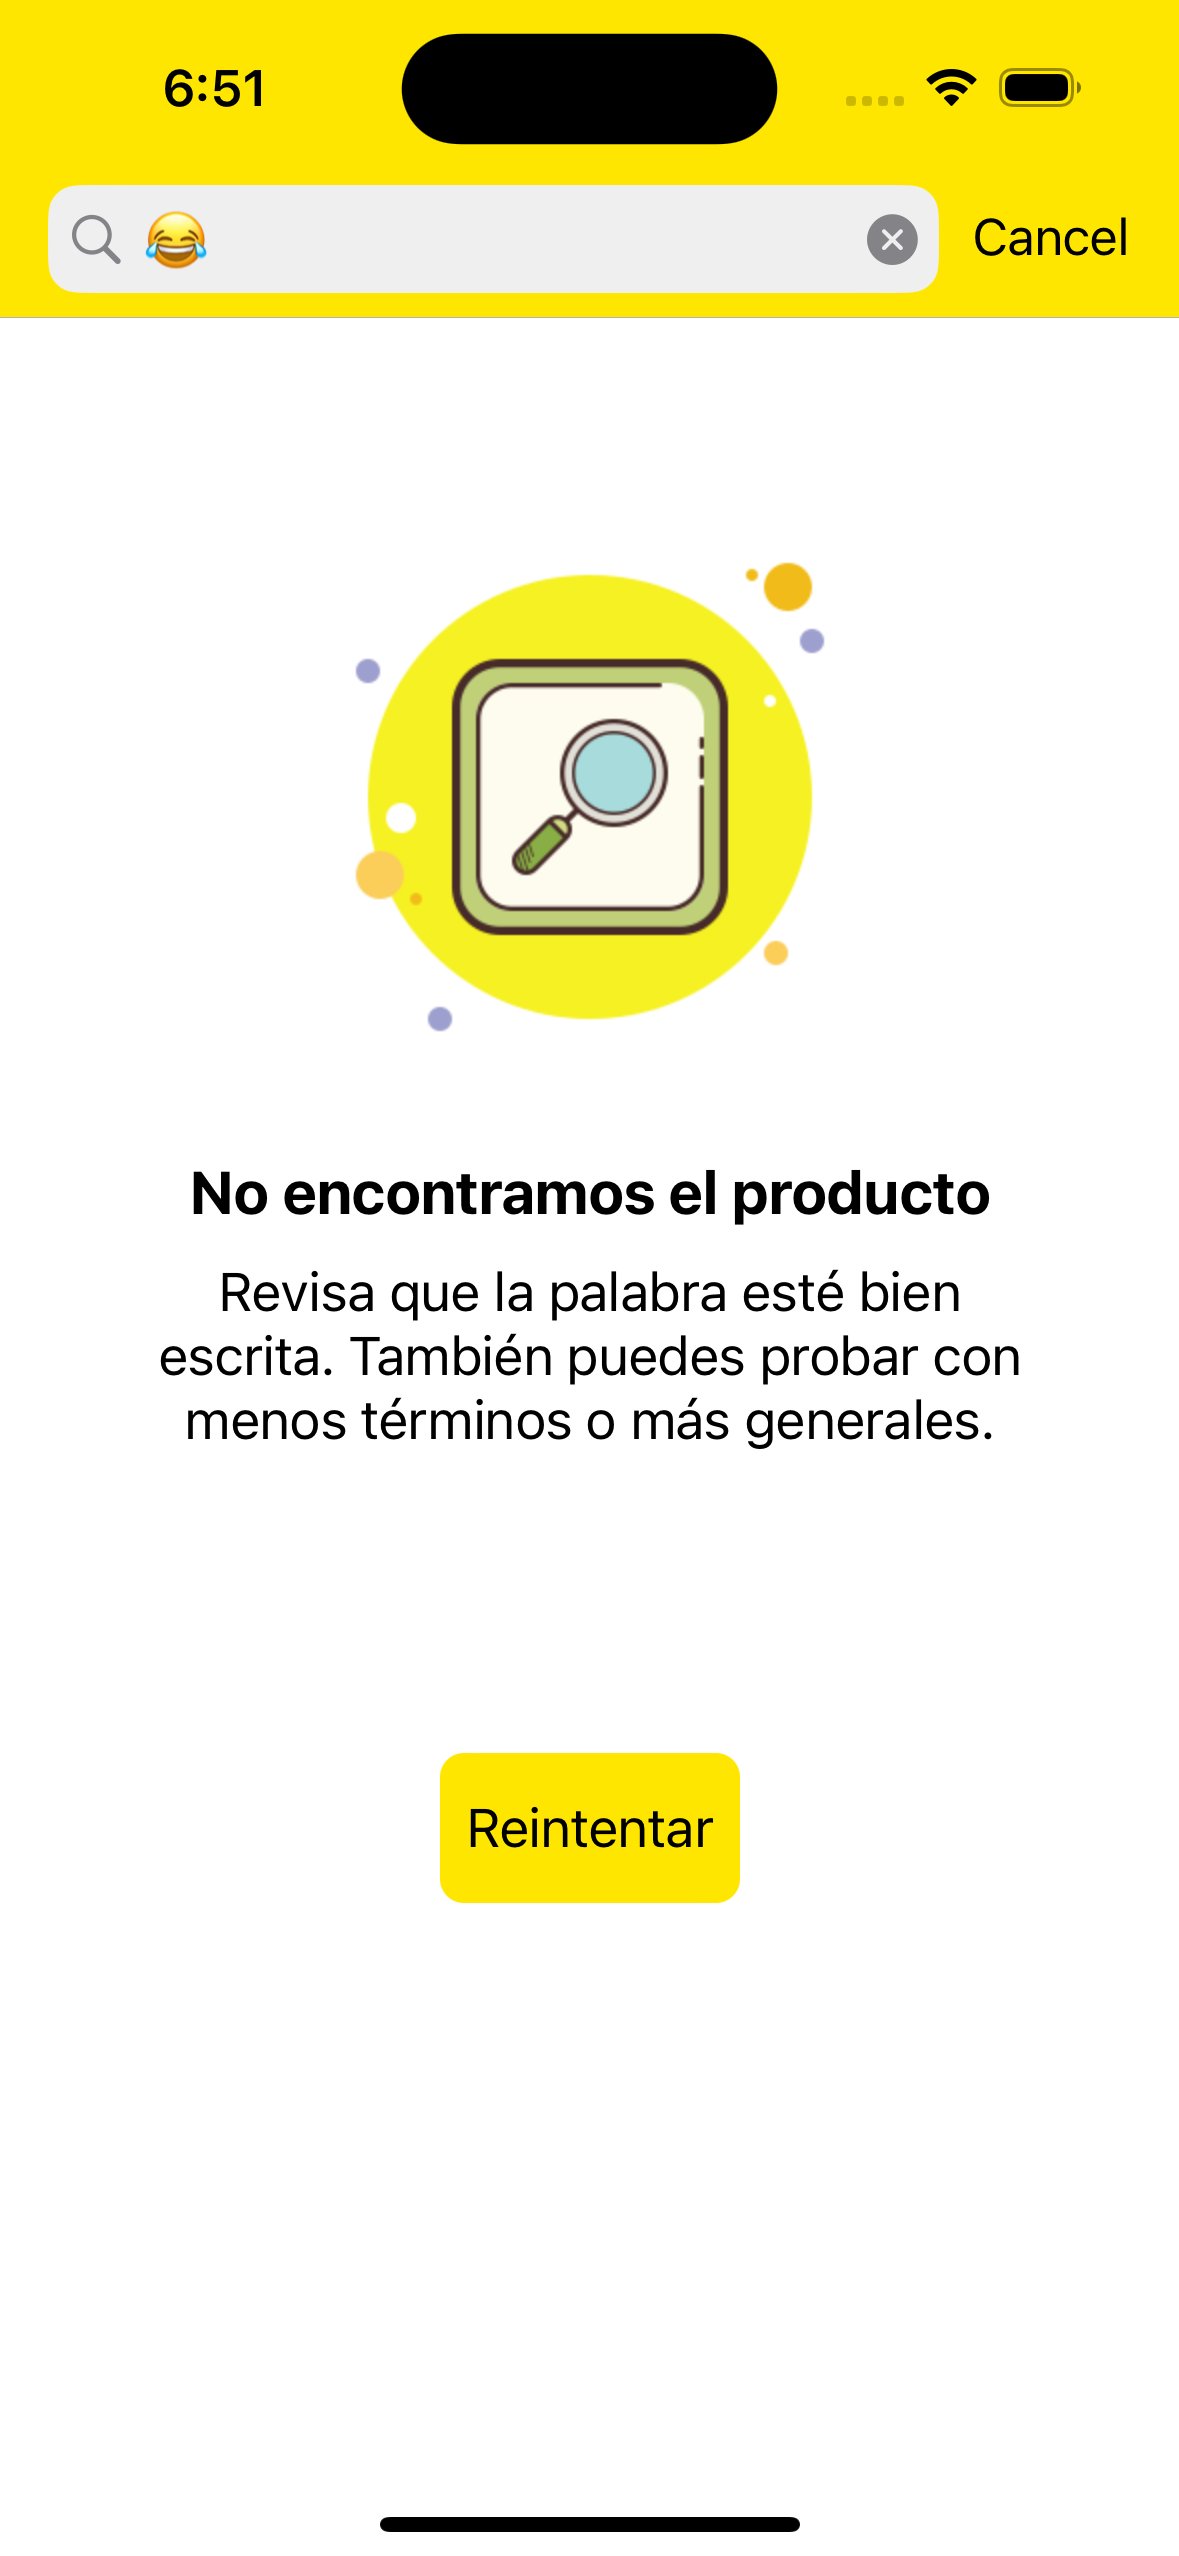 6:51
😂
Cancel
No encontramos el producto
Revisa que la palabra esté bien
escrita. También puedes probar con
menos términos o más generales.
Reintentar